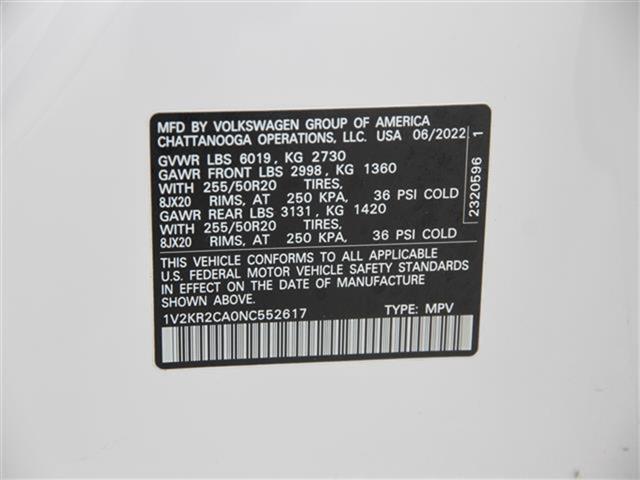 MFD BY VOLKSWAGEN GROUP OF AMERICA
CHATTANOOGA OPERATIONS, LLC. USA 06/2022
GVWR LBS 6019, KG 2730
GAWR FRONT LBS 2998, KG 1360
WITH 255/50R20 TIRES,
8JX20 RIMS, AT 250 KPA, 36 PSI COLD
GAWR REAR LBS 3131, KG 1420
WITH 255/50R20 TIRES,
8JX20 RIMS, AT 250 KPA, 36 PSI COLD
THIS VEHICLE CONFORMS TO ALL APPLICABLE
U.S. FEDERAL MOTOR VEHICLE SAFETY STANDARDS
IN EFFECT ON THE DATE OF MANUFACTURE
SHOWN ABOVE.
1V2KR2CA0NC552617 TYPE: MPV
2320596 1